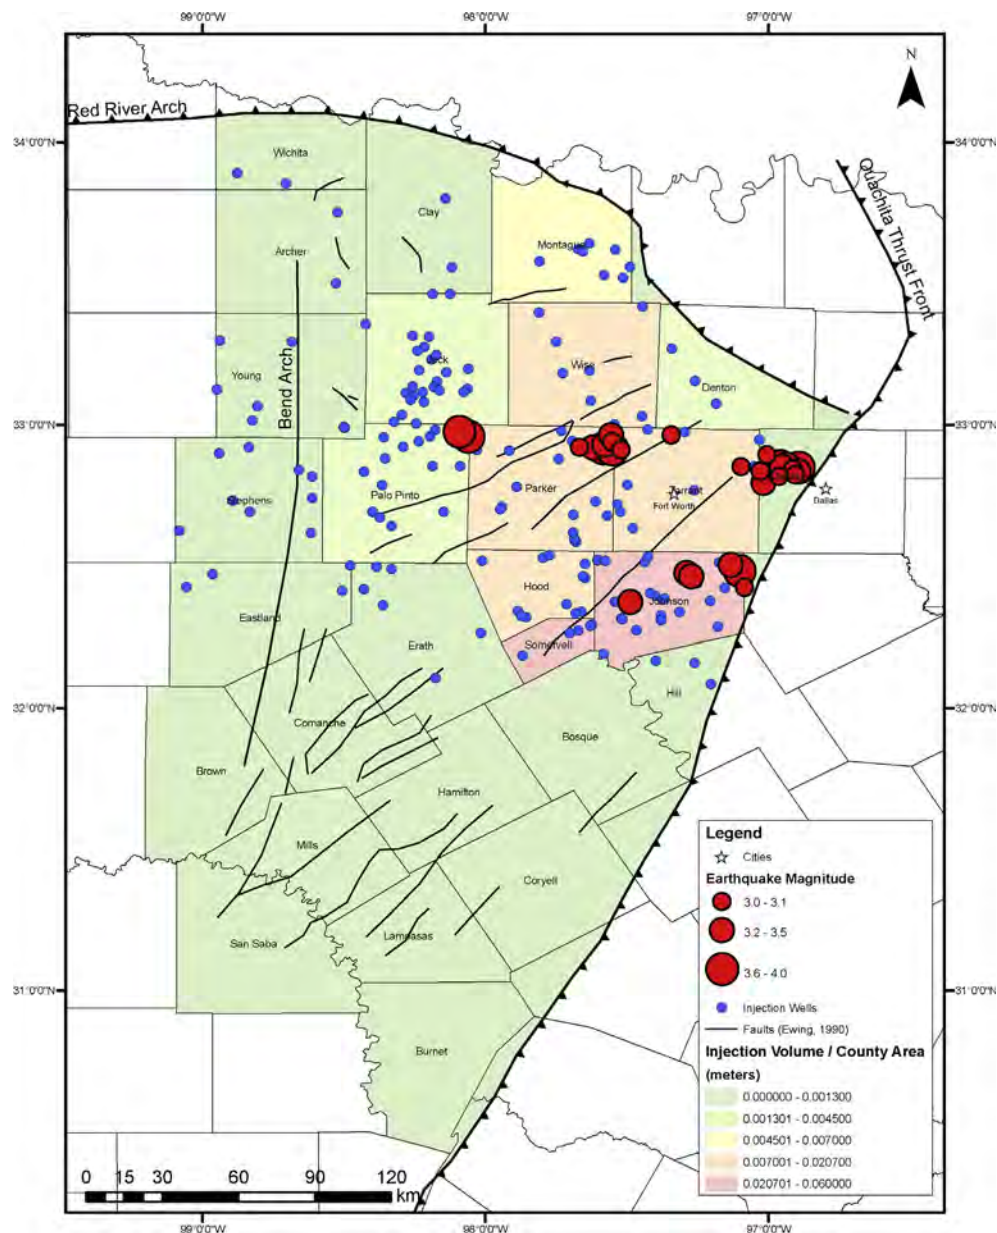 99°0'0"W 98°0'0"W 97°0'0"W
N
Red River Arch
34°0'0"N 34°0'0"N
Wichita
Ouachita Thrust Front
Clay
Archer
Montague
33°0'0"N 33°0'0"N
Young
Bend Arch
Jack
Wise
Denton
Stephens
Palo Pinto
Parker
Tarrant
Fort Worth
Dallas
Eastland
Erath
Hood
Somervell
Johnson
Hill
32°0'0"N 32°0'0"N
Comanche
Bosque
Brown
Hamilton
Mills
Coryell
San Saba
Lampasas
31°0'0"N 31°0'0"N
Burnet
Legend
Cities
Earthquake Magnitude
3.0 - 3.1
3.2 - 3.5
3.6 - 4.0
Injection Wells
Faults (Ewing, 1990)
Injection Volume / County Area
(meters)
0.000000 - 0.001300
0.001301 - 0.004500
0.004501 - 0.007000
0.007001 - 0.020700
0.020701 - 0.060000
0 15 30 60 90 120
km
99°0'0"W 98°0'0"W 97°0'0"W